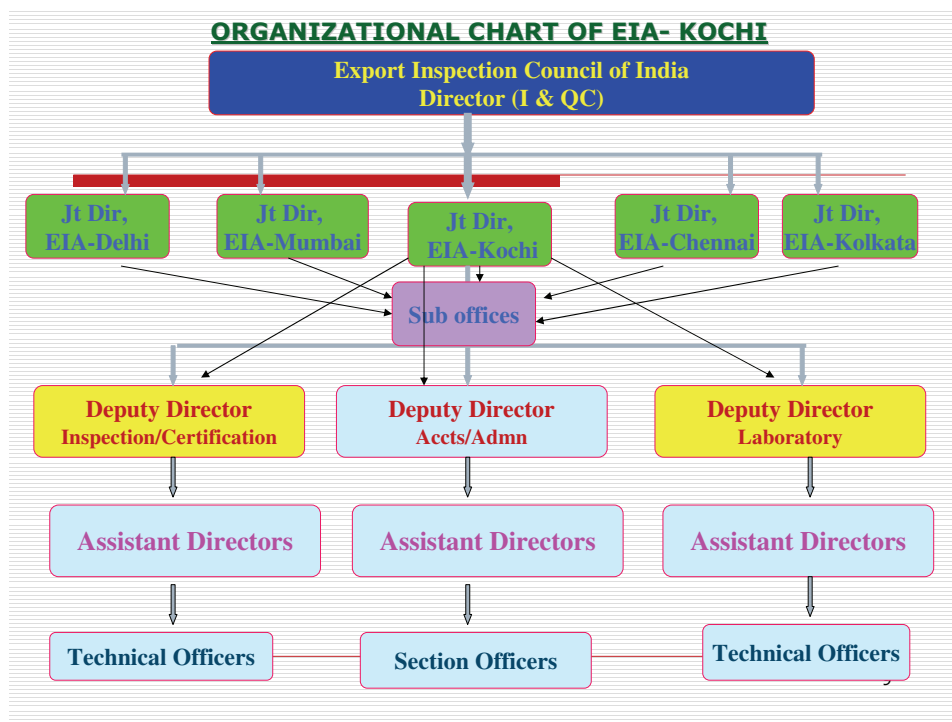 ORGANIZATIONAL CHART OF EIA- KOCHI
Export Inspection Council of India
Director (I & QC)
Jt Dir,
EIA-Delhi
Jt Dir,
EIA-Mumbai
Jt Dir,
EIA-Kochi
Jt Dir,
EIA-Chennai
Jt Dir,
EIA-Kolkata
Sub offices
Deputy Director
Inspection/Certification
Deputy Director
Accts/Admn
Deputy Director
Laboratory
Assistant Directors
Assistant Directors
Assistant Directors
Technical Officers
Section Officers
Technical Officers